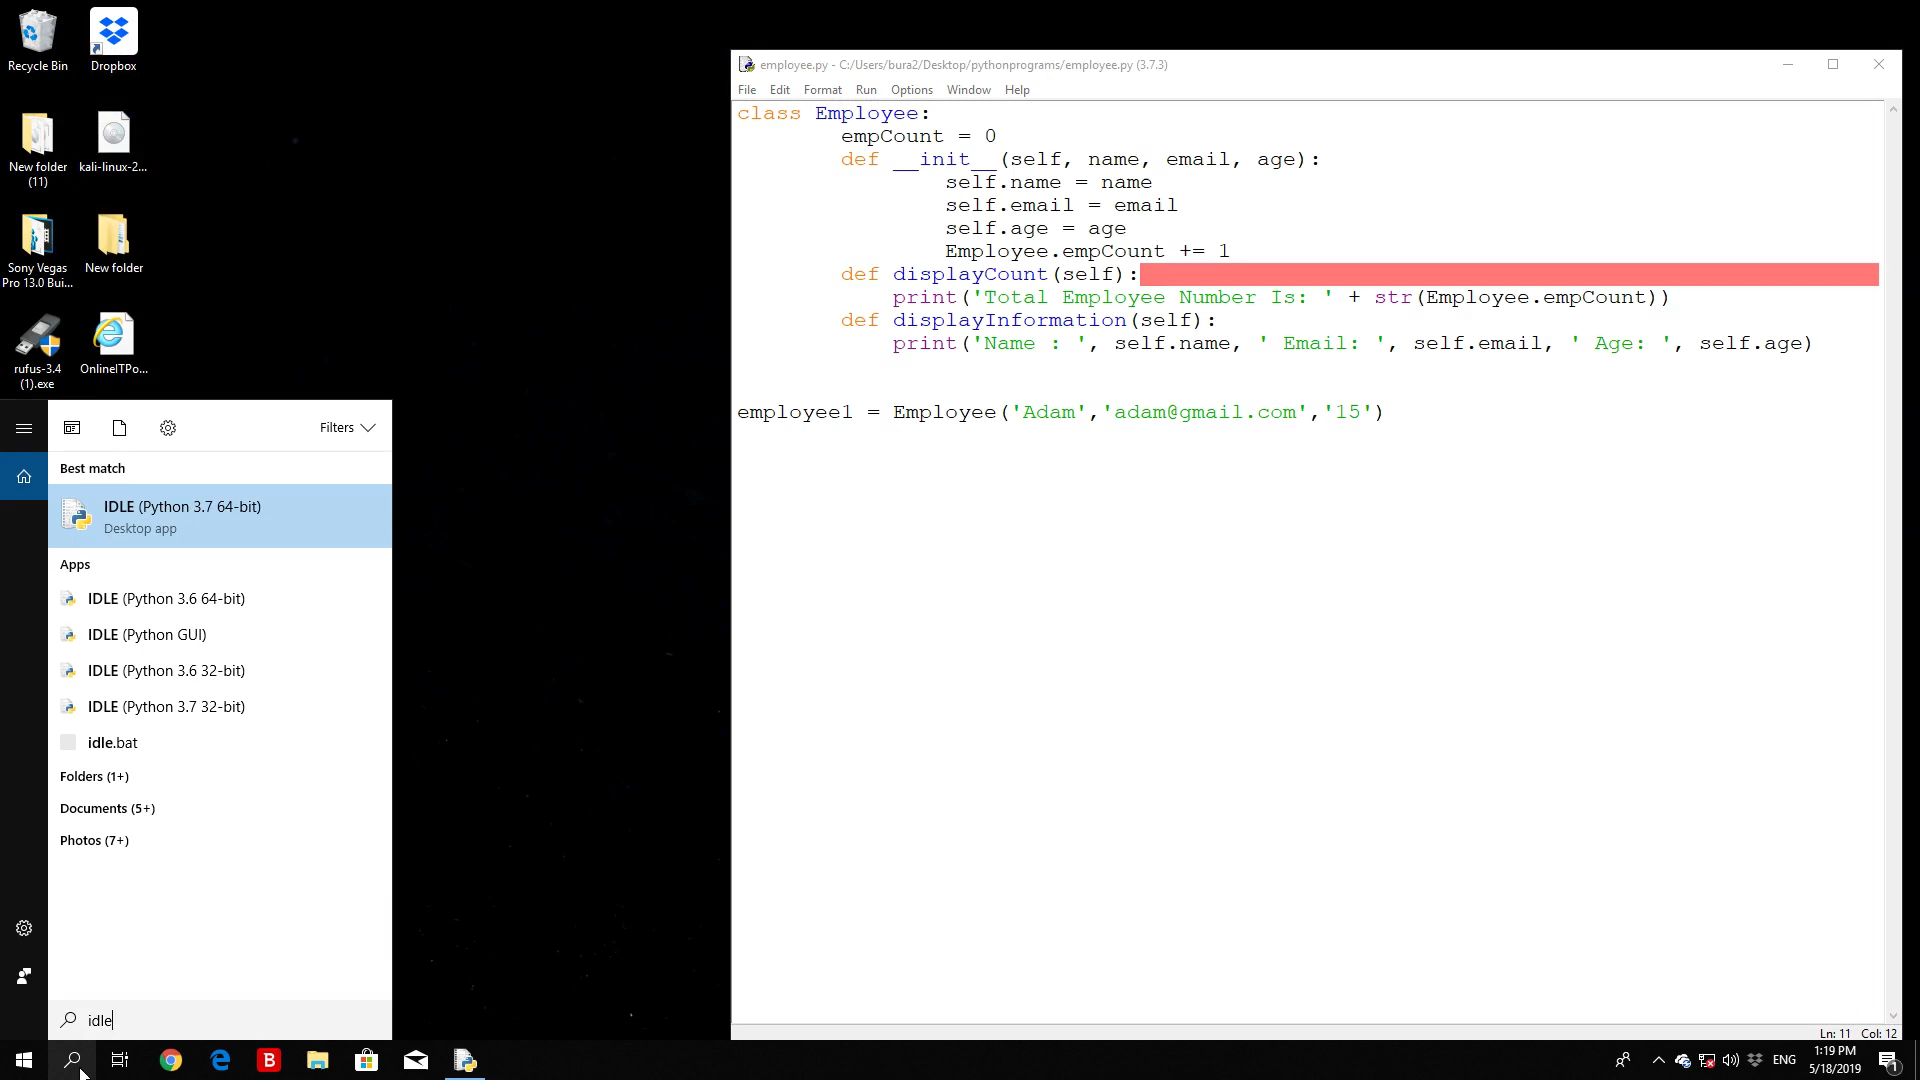 Recycle Bin
Dropbox
New folder (11)
kali-linux-2...
Sony Vegas Pro 13.0 Bui...
New folder
rufus-3.4 (1).exe
OnlineITPo...
Filters
Best match
IDLE (Python 3.7 64-bit)
Desktop app
Apps
IDLE (Python 3.6 64-bit)
IDLE (Python GUI)
IDLE (Python 3.6 32-bit)
IDLE (Python 3.7 32-bit)
idle.bat
Folders (1+)
Documents (5+)
Photos (7+)
idle
employee.py - C:/Users/bura2/Desktop/pythonprograms/employee.py (3.7.3)
File Edit Format Run Options Window Help
class Employee:
        empCount = 0
        def __init__(self, name, email, age):
                self.name = name
                self.email = email
                self.age = age
                Employee.empCount += 1
        def displayCount(self):
            print('Total Employee Number Is: ' + str(Employee.empCount))
        def displayInformation(self):
            print('Name : ', self.name, ' Email: ', self.email, ' Age: ', self.age)
employee1 = Employee('Adam','adam@gmail.com','15')
Ln: 11 Col: 12
B
ENG
1:19 PM
5/18/2019
1